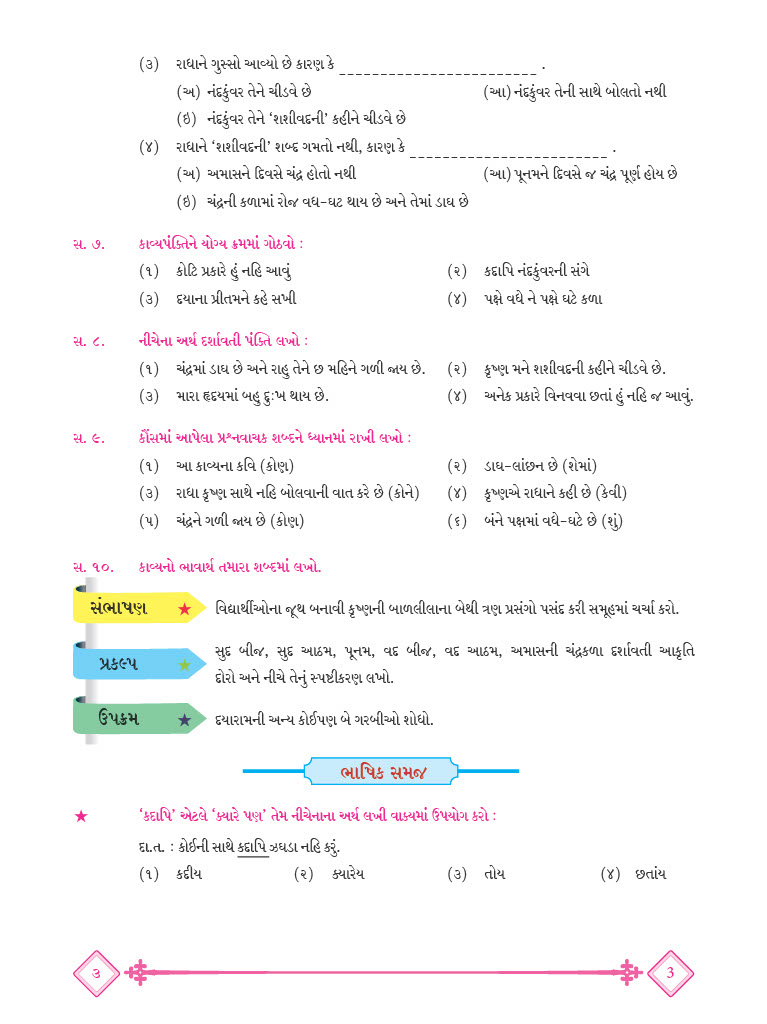 (૩) રાધાને ગુસ્સો આવ્યો છે કારણ કે ________________________ .
(અ) નંદકુંવર તેને ચીડવે છે (આ) નંદકુંવર તેની સાથે બોલતો નથી
(ઇ) નંદકુંવર તેને ‘શશીવદની’ કહીને ચીડવે છે
(૪) રાધાને ‘શશીવદની’ શબ્દ ગમતો નથી, કારણ કે ________________________ .
(અ) અમાસને દિવસે ચંદ્ર હોતો નથી (આ) પૂનમને દિવસે જ ચંદ્ર પૂર્ણ હોય છે
(ઇ) ચંદ્રની કળામાં રોજ વધ-ઘટ થાય છે અને તેમાં ડાઘ છે
સ. ૭. કાવ્યપંક્તિને યોગ્ય ક્રમમાં ગોઠવો :
(૧) કોટિ પ્રકારે હું નહિ આવું (૨) કદાપિ નંદકુંવરની સંગે
(૩) દયાના પ્રીતમને કહે સખી (૪) પક્ષે વધે ને પક્ષે ઘટે કળા
સ. ૮. નીચેના અર્થ દર્શાવતી પંક્તિ લખો :
(૧) ચંદ્રમાં ડાઘ છે અને રાહુ તેને છ મહિને ગળી જાય છે. (૨) કૃષ્ણ મને શશીવદની કહીને ચીડવે છે.
(૩) મારા હૃદયમાં બહુ દુઃખ થાય છે. (૪) અનેક પ્રકારે વિનવવા છતાં હું નહિ જ આવું.
સ. ૯. કૌંસમાં આપેલા પ્રશ્નવાચક શબ્દને ધ્યાનમાં રાખી લખો :
(૧) આ કાવ્યના કવિ (કોણ) (૨) ડાઘ-લાંછન છે (શેમાં)
(૩) રાધા કૃષ્ણ સાથે નહિ બોલવાની વાત કરે છે (કોને) (૪) કૃષ્ણએ રાધાને કહી છે (કેવી)
(૫) ચંદ્રને ગળી જાય છે (કોણ) (૬) બંને પક્ષમાં વધે-ઘટે છે (શું)
સ. ૧૦. કાવ્યનો ભાવાર્થ તમારા શબ્દમાં લખો.
સંભાષણ ★ વિદ્યાર્થીઓના જૂથ બનાવી કૃષ્ણની બાળલીલાના બેથી ત્રણ પ્રસંગો પસંદ કરી સમૂહમાં ચર્ચા કરો.
પ્રકલ્પ ★ સુદ બીજ, સુદ આઠમ, પૂનમ, વદ બીજ, વદ આઠમ, અમાસની ચંદ્રકળા દર્શાવતી આકૃતિ
દોરો અને નીચે તેનું સ્પષ્ટીકરણ લખો.
ઉપક્રમ ★ દયારામની અન્ય કોઈપણ બે ગરબીઓ શોધો.
ભાષિક સમજ
★ ‘કદાપિ’ એટલે ‘ક્યારે પણ’ તેમ નીચેનાના અર્થ લખી વાક્યમાં ઉપયોગ કરો :
દા.ત. : કોઈની સાથે કદાપિ ઝઘડા નહિ કરું.
(૧) કદીય (૨) ક્યારેય (૩) તોય (૪) છતાંય
૩ 3